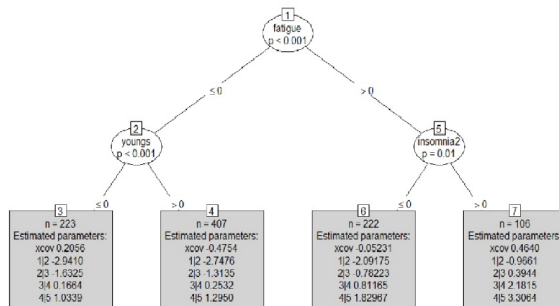 1
fatigue
p < 0.001
≤ 0
> 0
2
youngs
p < 0.001
5
insomnia2
p = 0.01
≤ 0
> 0
≤ 0
> 0
3
n = 223
Estimated parameters:
xcov 0.2056
1|2 -2.9410
2|3 -1.6325
3|4 0.1664
4|5 1.0339
4
n = 407
Estimated parameters:
xcov -0.4754
1|2 -2.7476
2|3 -1.3135
3|4 0.2532
4|5 1.2950
6
n = 222
Estimated parameters:
xcov -0.05231
1|2 -2.09175
2|3 -0.78223
3|4 0.81165
4|5 1.82967
7
n = 106
Estimated parameters:
xcov 0.4640
1|2 -0.9661
2|3 0.3944
3|4 2.1815
4|5 3.3064